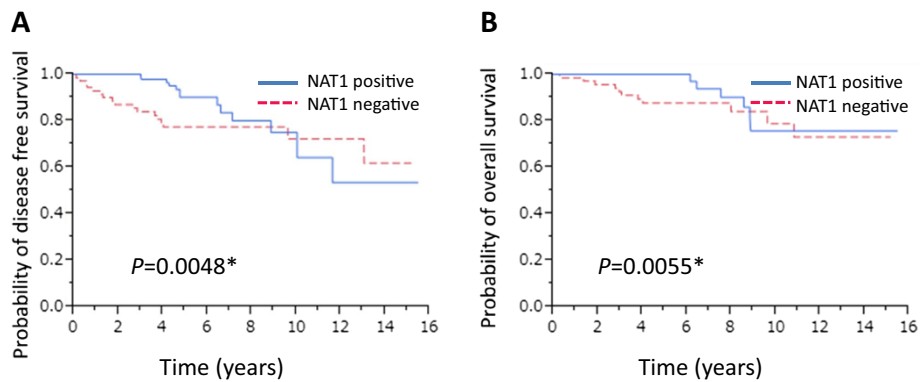 A
Probability of disease free survival
1.0
0.8
0.6
0.4
0.2
0.0
NAT1 positive
NAT1 negative
P=0.0048*
0 2 4 6 8 10 12 14 16
Time (years)
B
Probability of overall survival
1.0
0.8
0.6
0.4
0.2
0.0
NAT1 positive
NAT1 negative
P=0.0055*
0 2 4 6 8 10 12 14 16
Time (years)